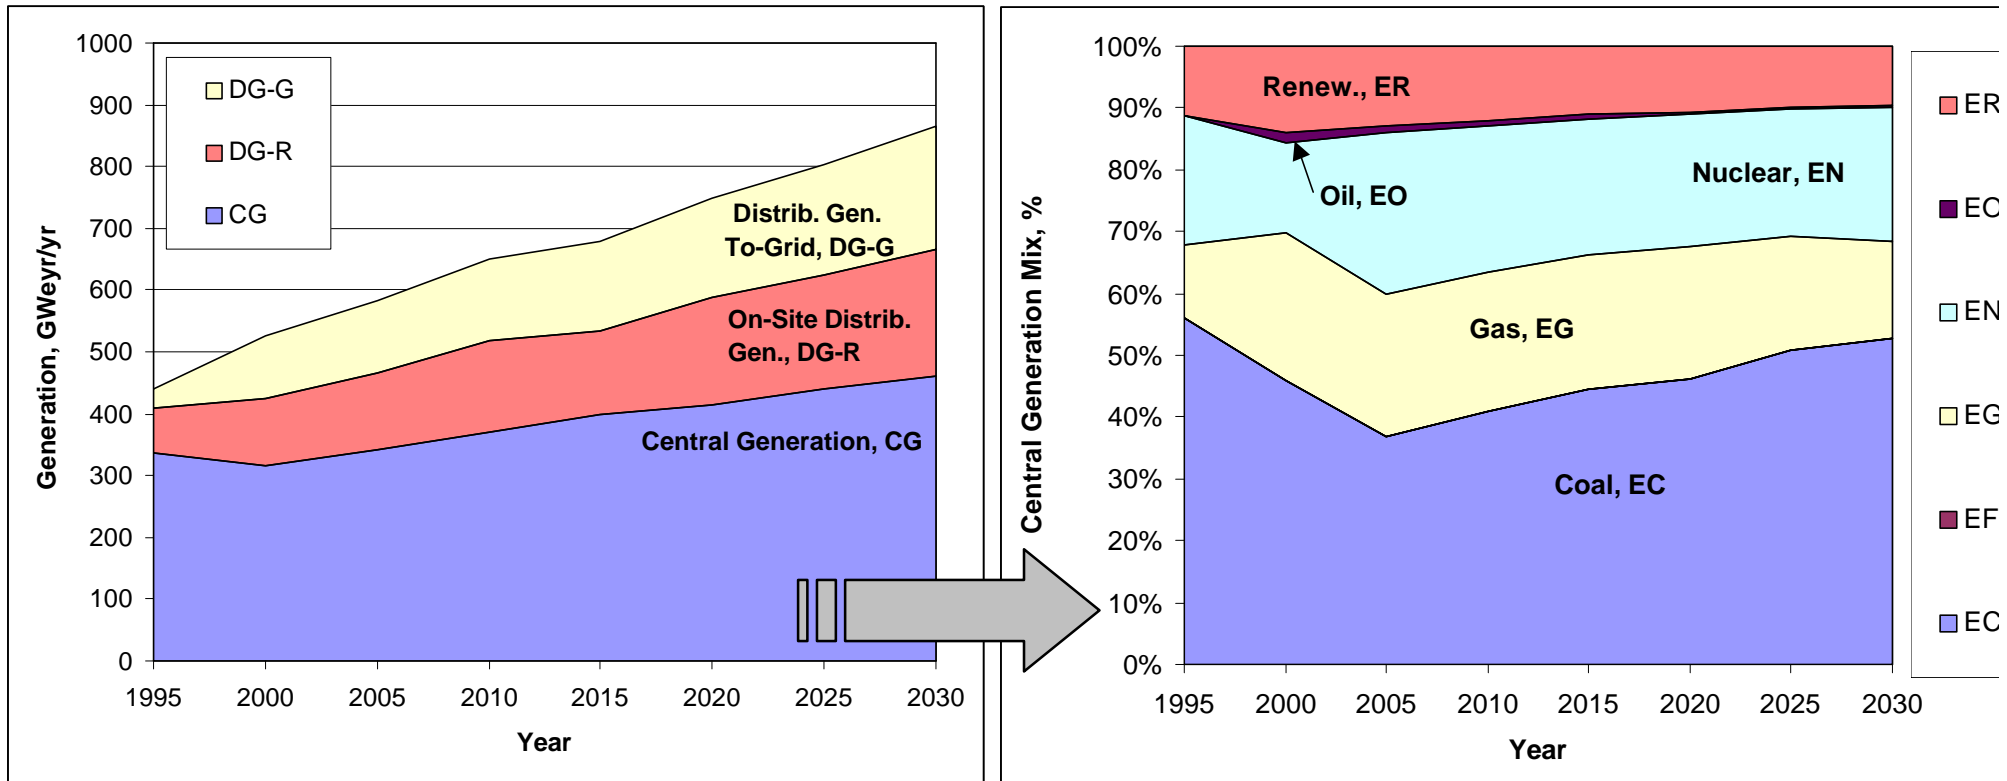 1000
900
800
700
600
500
400
300
200
100
0
Generation, GWeyr/yr
DG-G
DG-R
CG
Distrib. Gen.
To-Grid, DG-G
On-Site Distrib.
Gen., DG-R
Central Generation, CG
1995 2000 2005 2010 2015 2020 2025 2030
Year
100%
90%
80%
70%
60%
50%
40%
30%
20%
10%
0%
Central Generation Mix, %
Renew., ER
Oil, EO
Nuclear, EN
Gas, EG
Coal, EC
1995 2000 2005 2010 2015 2020 2025 2030
Year
ER
EO
EN
EG
EF
EC